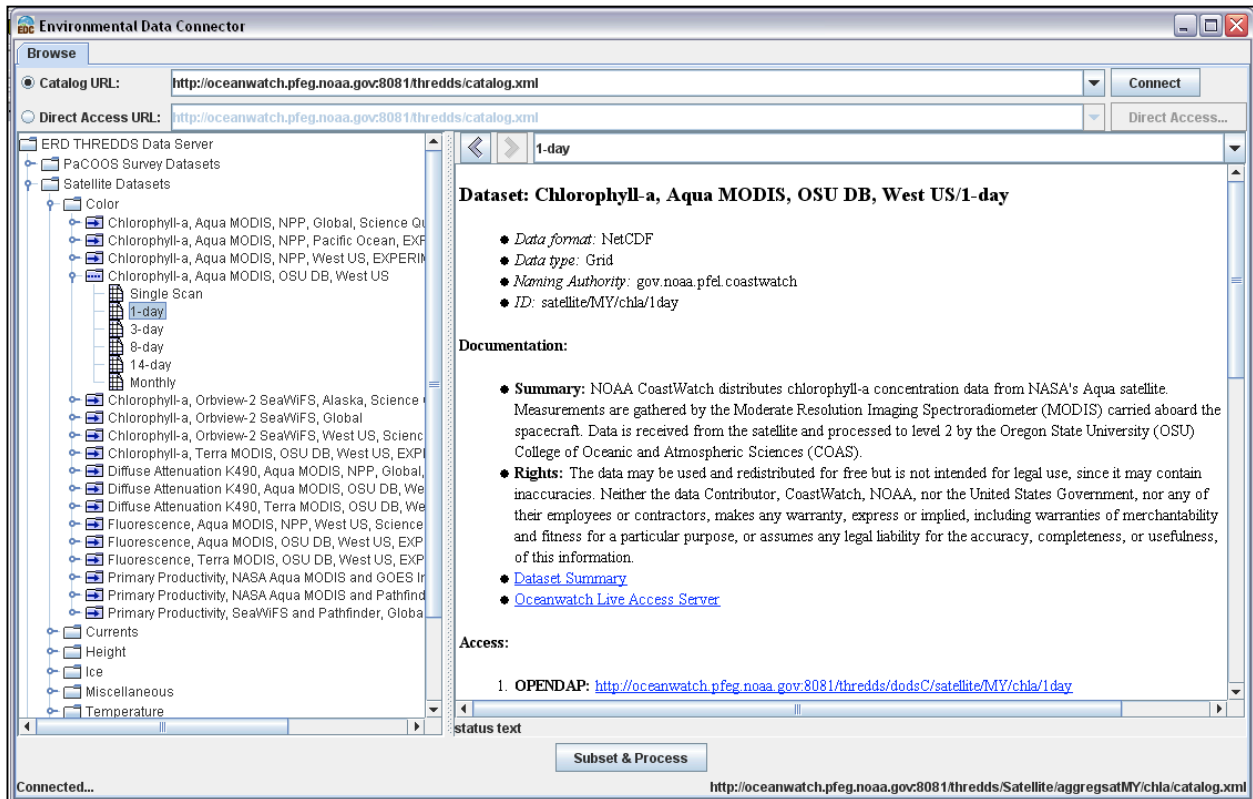 EDC Environmental Data Connector
Browse
Catalog URL: http://oceanwatch.pfeg.noaa.gov:8081/thredds/catalog.xml Connect
Direct Access URL: http://oceanwatch.pfeg.noaa.gov:8081/thredds/catalog.xml Direct Access...
ERD THREDDS Data Server
PaCOOS Survey Datasets
Satellite Datasets
Color
Chlorophyll-a, Aqua MODIS, NPP, Global, Science Qu
Chlorophyll-a, Aqua MODIS, NPP, Pacific Ocean, EXP
Chlorophyll-a, Aqua MODIS, NPP, West US, EXPERIM
Chlorophyll-a, Aqua MODIS, OSU DB, West US
Single Scan
1-day
3-day
8-day
14-day
Monthly
Chlorophyll-a, Orbview-2 SeaWiFS, Alaska, Science
Chlorophyll-a, Orbview-2 SeaWiFS, Global
Chlorophyll-a, Orbview-2 SeaWiFS, West US, Scienc
Chlorophyll-a, Terra MODIS, OSU DB, West US, EXP
Diffuse Attenuation K490, Aqua MODIS, NPP, Global,
Diffuse Attenuation K490, Aqua MODIS, OSU DB, We
Diffuse Attenuation K490, Terra MODIS, OSU DB, We
Fluorescence, Aqua MODIS, NPP, West US, Science
Fluorescence, Aqua MODIS, OSU DB, West US, EXP
Fluorescence, Terra MODIS, OSU DB, West US, EXP
Primary Productivity, NASA Aqua MODIS and GOES Ir
Primary Productivity, NASA Aqua MODIS and Pathfind
Primary Productivity, SeaWiFS and Pathfinder, Globa
Currents
Height
Ice
Miscellaneous
Temperature
1-day
Dataset: Chlorophyll-a, Aqua MODIS, OSU DB, West US/1-day
Data format: NetCDF
Data type: Grid
Naming Authority: gov.noaa.pfel.coastwatch
ID: satellite/MY/chla/1day
Documentation:
Summary: NOAA CoastWatch distributes chlorophyll-a concentration data from NASA's Aqua satellite.
Measurements are gathered by the Moderate Resolution Imaging Spectroradiometer (MODIS) carried aboard the
spacecraft. Data is received from the satellite and processed to level 2 by the Oregon State University (OSU)
College of Oceanic and Atmospheric Sciences (COAS).
Rights: The data may be used and redistributed for free but is not intended for legal use, since it may contain
inaccuracies. Neither the data Contributor, CoastWatch, NOAA, nor the United States Government, nor any of
their employees or contractors, makes any warranty, express or implied, including warranties of merchantability
and fitness for a particular purpose, or assumes any legal liability for the accuracy, completeness, or usefulness,
of this information.
Dataset Summary
Oceanwatch Live Access Server
Access:
1. OPENDAP: http://oceanwatch.pfeg.noaa.gov:8081/thredds/dodsC/satellite/MY/chla/1day
status text
Subset & Process
Connected... http://oceanwatch.pfeg.noaa.gov:8081/thredds/Satellite/aggregsatMY/chla/catalog.xml